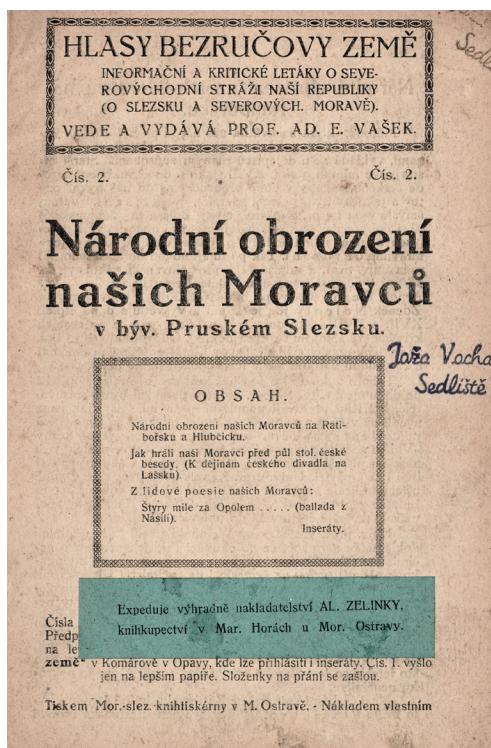 HLASY BEZRUČOVY ZEMĚ
INFORMAČNÍ A KRITICKÉ LETÁKY O SEVE-
ROVÝCHODNÍ STRÁŽI NAŠÍ REPUBLIKY
(O SLEZSKU A SEVEROVÝCH. MORAVĚ).
VEDE A VYDÁVÁ PROF. AD. E. VAŠEK.
Čís. 2. Čís. 2.
Národní obrození
našich Moravců
v býv. Pruském Slezsku.
Joža Vocha
Sedliště
OBSAH.
Národní obrození našich Moravců na Rati-
bořsku a Hlubčicku.
Jak hráli naši Moravci před půl stol. české
besedy. (K dějinám českého divadla na
Lašsku).
Z lidové poesie našich Moravců:
Štyry mile za Opolem . . . . . (ballada z
Násilí).
Inseráty.
Expeduje výhradně nakladatelství AL. ZELINKY,
knihkupectví v Mar. Horách u Mor. Ostravy.
Čísla
Předp
na le
země" v Komárově v Opavy, kde lze přihlásiti i inseráty. Čís. 1. vyšlo
jen na lepším papíře. Složenky na přání se zašlou.
Tiskem Mor.-slez. knihtiskárny v M. Ostravě. - Nákladem vlastním